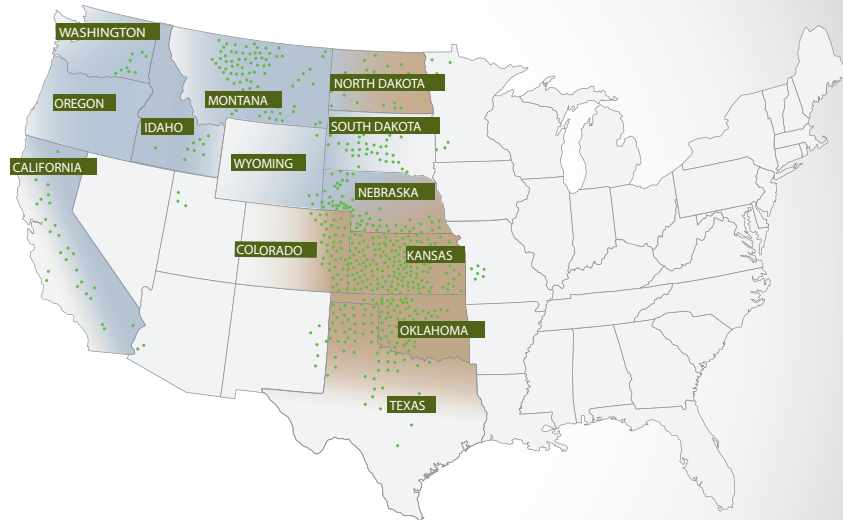 WASHINGTON
OREGON
IDAHO
MONTANA
NORTH DAKOTA
SOUTH DAKOTA
CALIFORNIA
WYOMING
NEBRASKA
COLORADO
KANSAS
OKLAHOMA
TEXAS